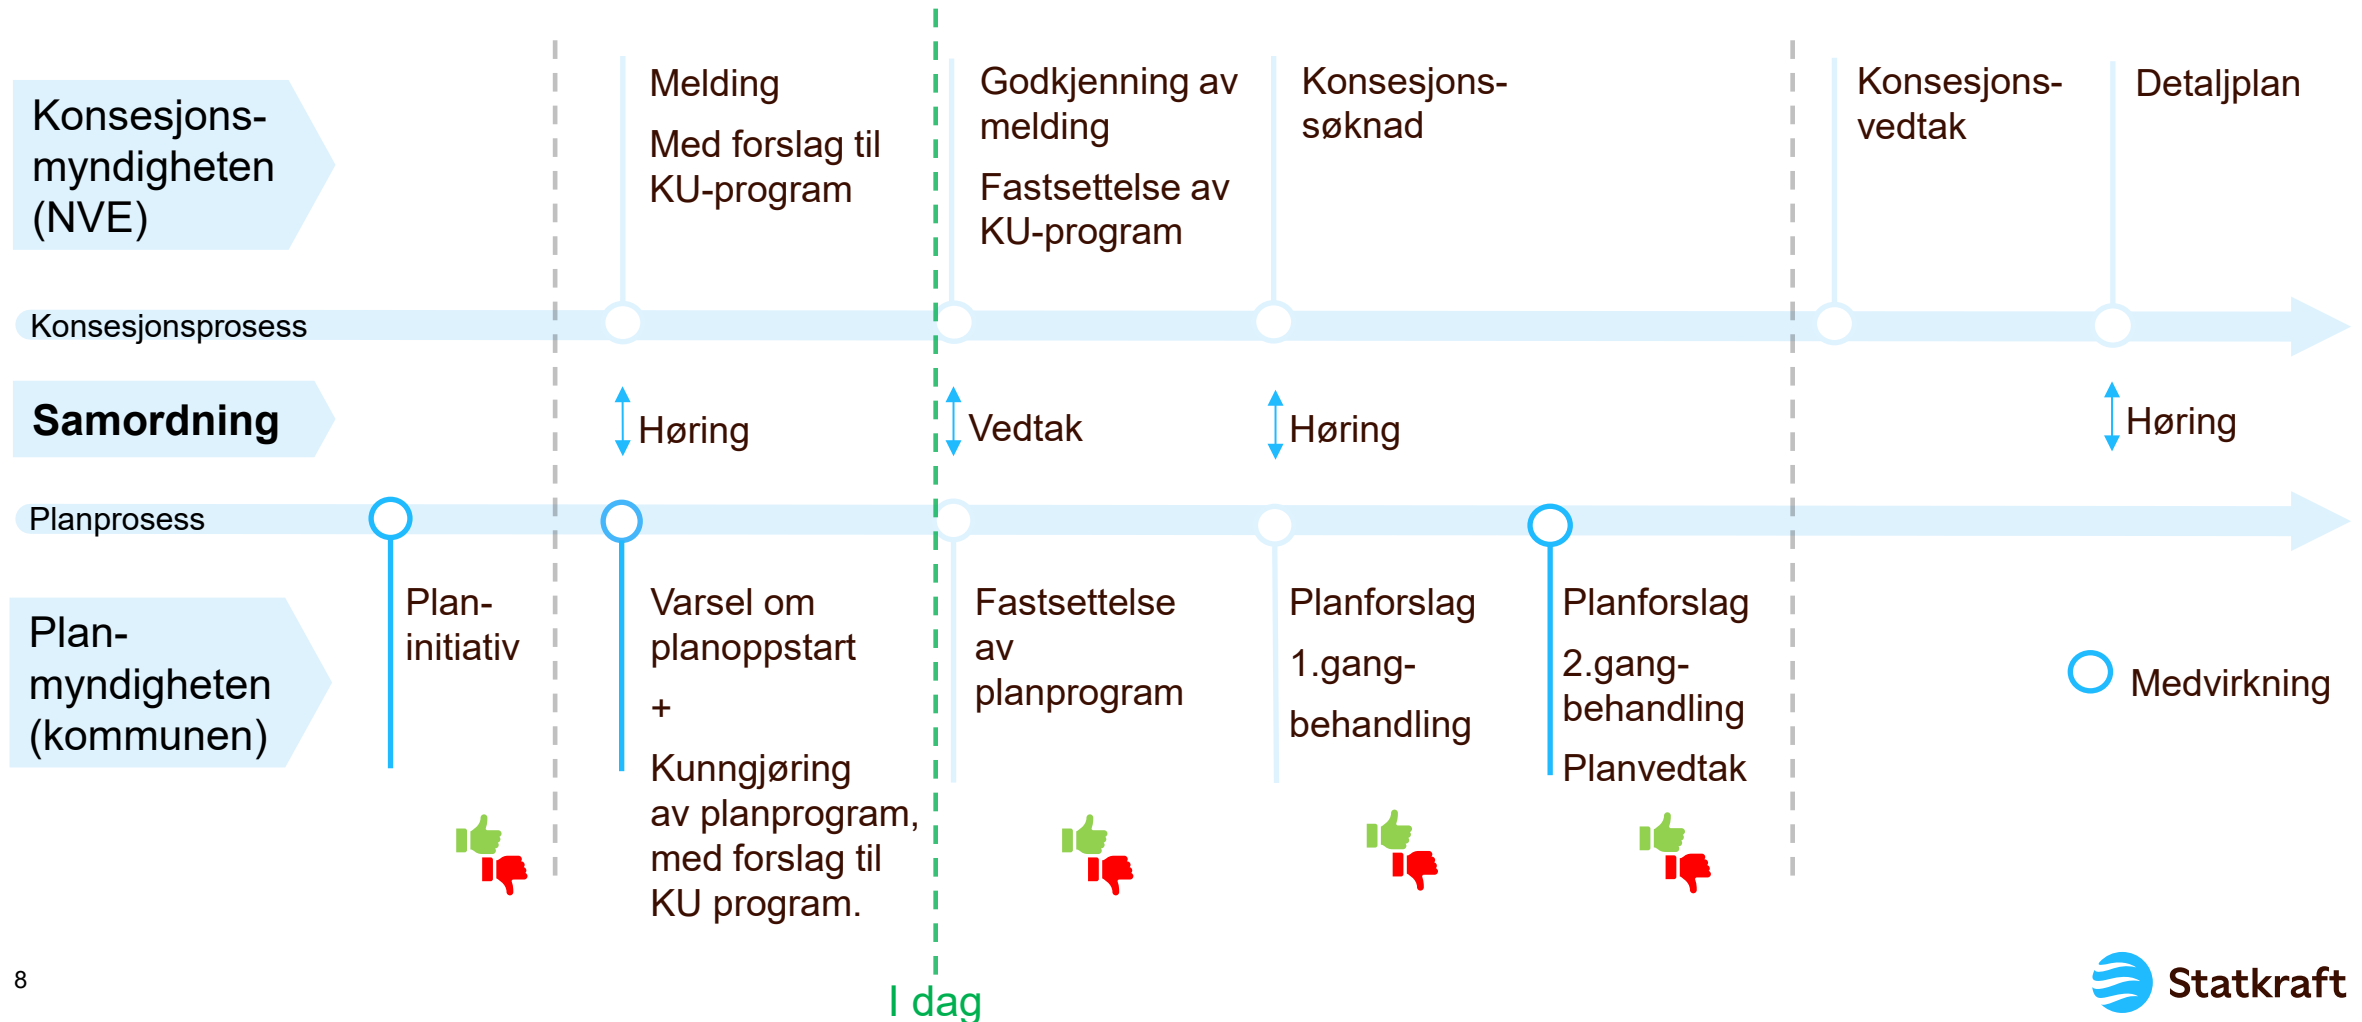 Konsesjons-
myndigheten
(NVE)
Melding
Med forslag til
KU-program
Godkjenning av
melding
Fastsettelse av
KU-program
Konsesjons-
søknad
Konsesjons-
vedtak
Detaljplan
Konsesjonsprosess
Samordning
Høring
Vedtak
Høring
Høring
Planprosess
Plan-
myndigheten
(kommunen)
Plan-
initiativ
Varsel om
planoppstart
+
Kunngjøring
av planprogram,
med forslag til
KU program.
Fastsettelse
av
planprogram
Planforslag
1.gang-
behandling
Planforslag
2.gang-
behandling
Planvedtak
Medvirkning
8
I dag
Statkraft